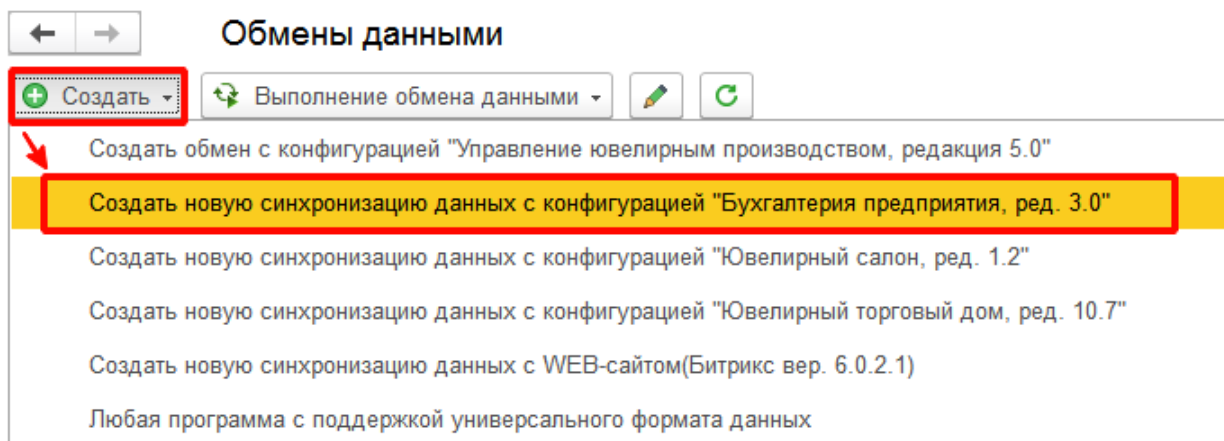 Обмены данными
Создать Выполнение обмена данными
Создать обмен с конфигурацией "Управление ювелирным производством, редакция 5.0"
Создать новую синхронизацию данных с конфигурацией "Бухгалтерия предприятия, ред. 3.0"
Создать новую синхронизацию данных с конфигурацией "Ювелирный салон, ред. 1.2"
Создать новую синхронизацию данных с конфигурацией "Ювелирный торговый дом, ред. 10.7"
Создать новую синхронизацию данных с WEB-сайтом(Битрикс вер. 6.0.2.1)
Любая программа с поддержкой универсального формата данных